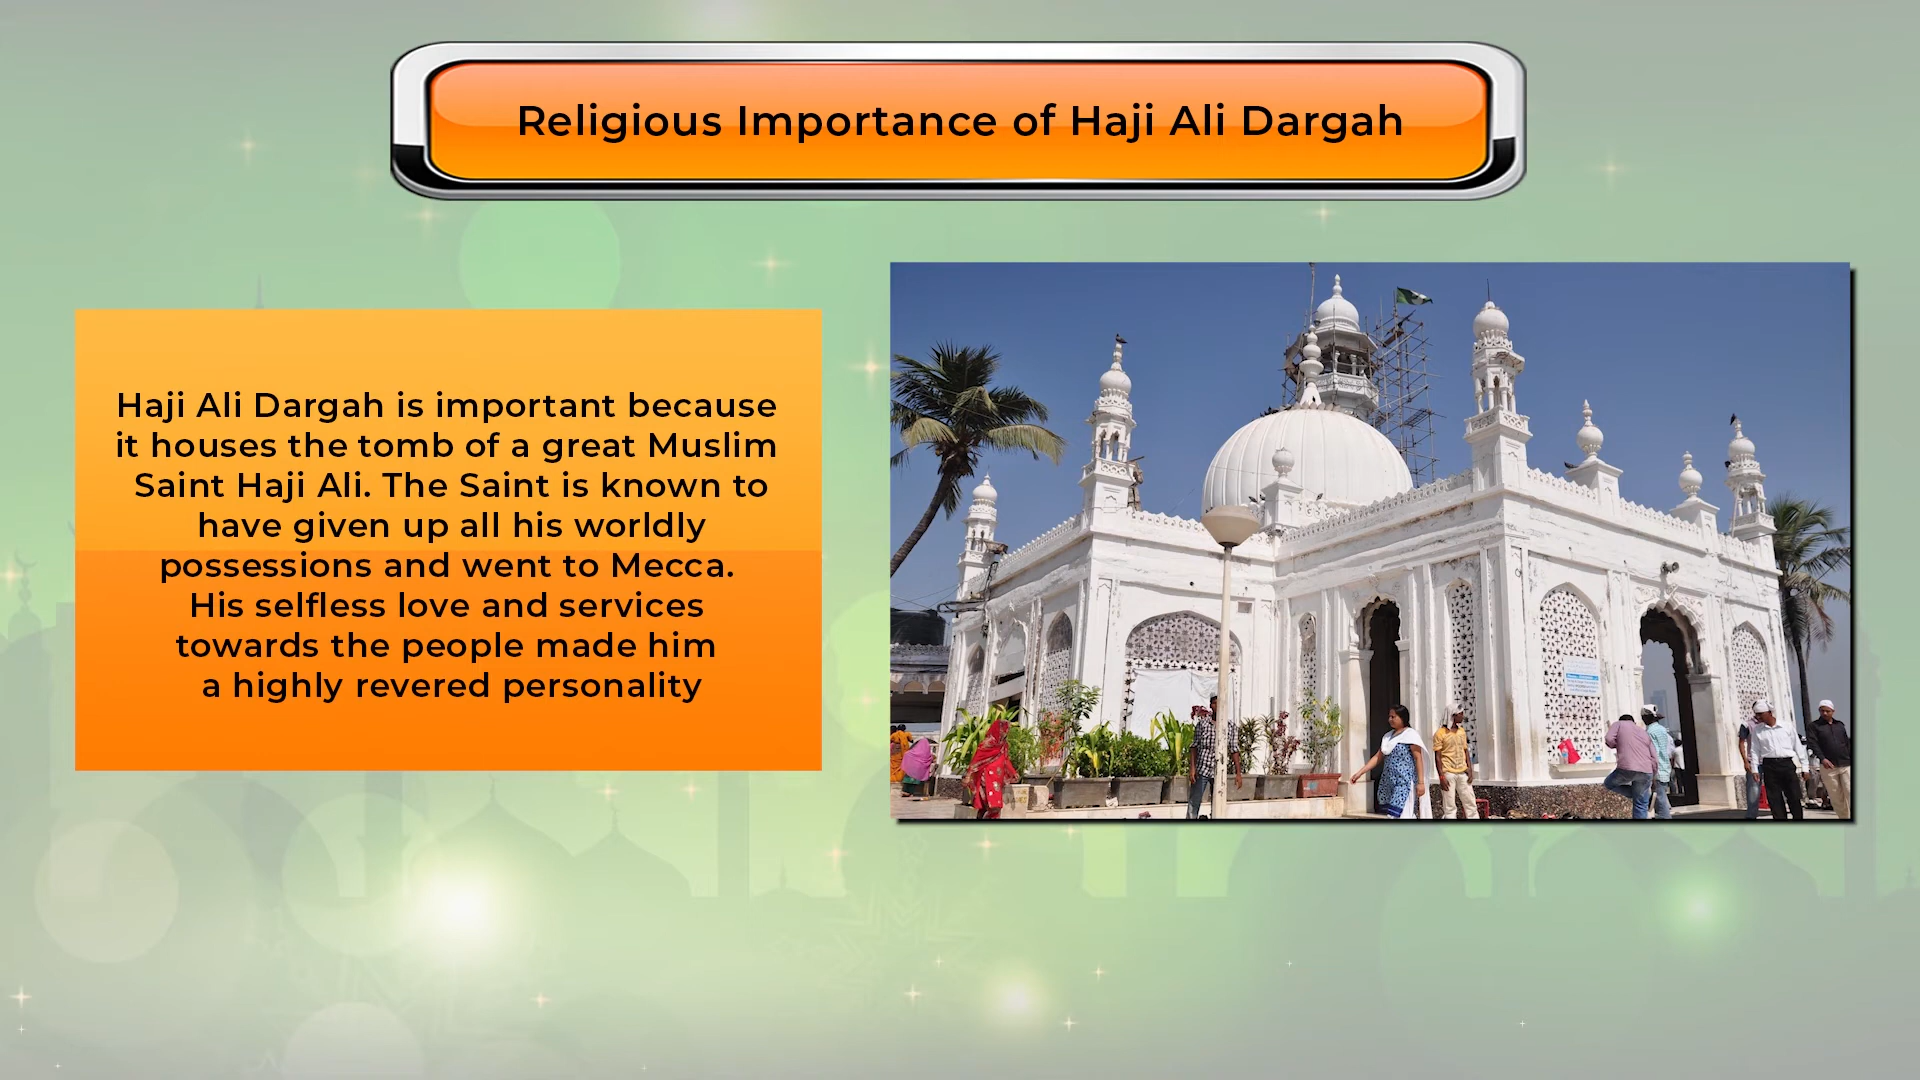 Religious Importance of Haji Ali Dargah
Haji Ali Dargah is important because
it houses the tomb of a great Muslim
Saint Haji Ali. The Saint is known to
have given up all his worldly
possessions and went to Mecca.
His selfless love and services
towards the people made him
a highly revered personality